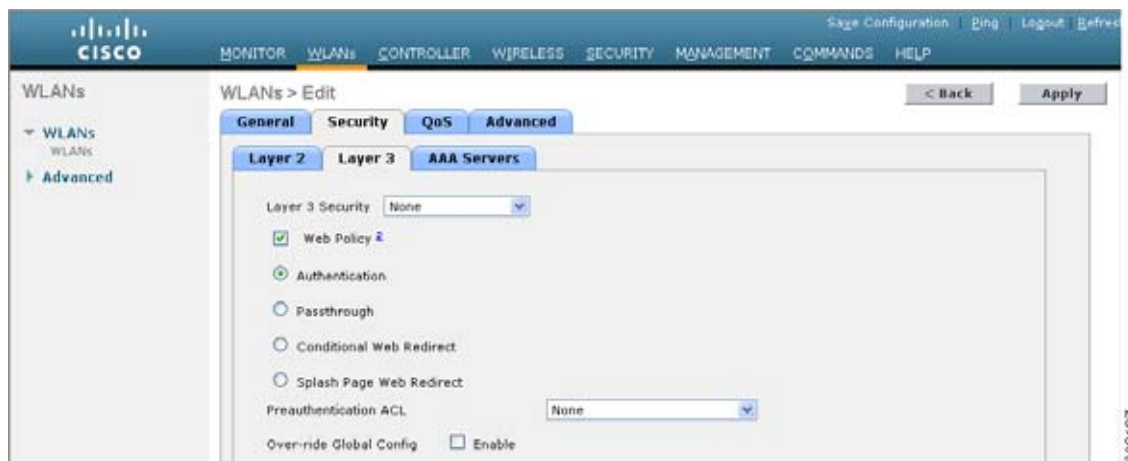 Save Configuration Ping Logout Refres
CISCO
MONITOR WLANs CONTROLLER WIRELESS SECURITY MANAGEMENT COMMANDS HELP
WLANs
WLANs > Edit
< Back Apply
General Security QoS Advanced
WLANs
WLANs
Advanced
Layer 2 Layer 3 AAA Servers
Layer 3 Security None
Web Policy 2
Authentication
Passthrough
Conditional Web Redirect
Splash Page Web Redirect
Preauthentication ACL None
Over-ride Global Config Enable